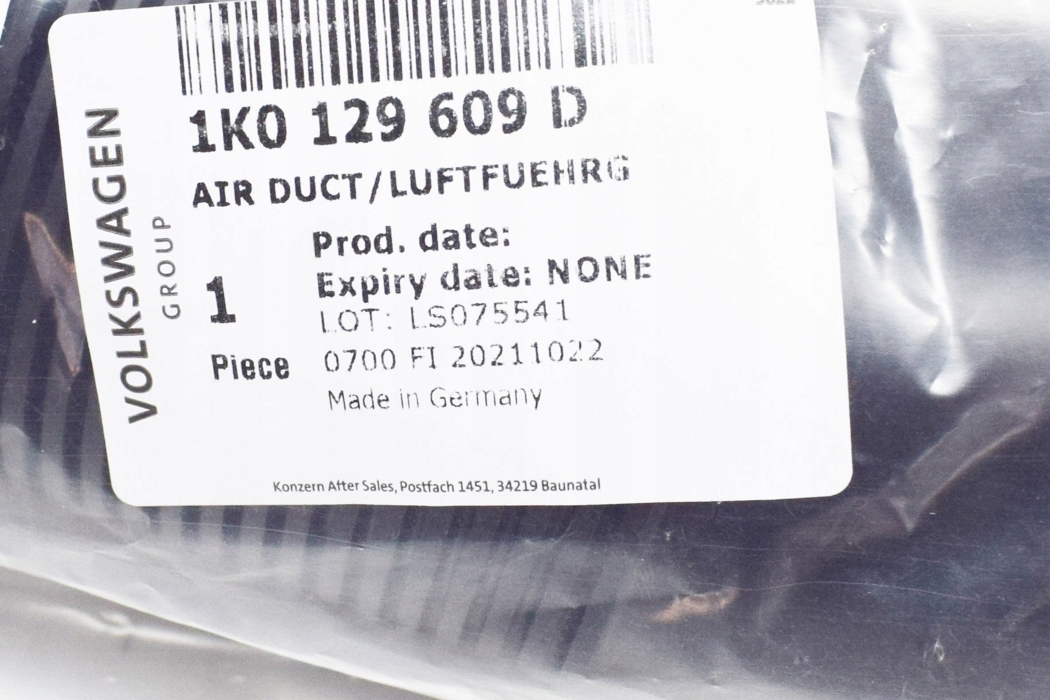 1K0 129 609 D
AIR DUCT/LUFTFUEHRG
Prod. date:
Expiry date: NONE
1
LOT: LS075541
Piece
0700 FI 20211022
Made in Germany
Konzern After Sales, Postfach 1451, 34219 Baunatal
VOLKSWAGEN
GROUP